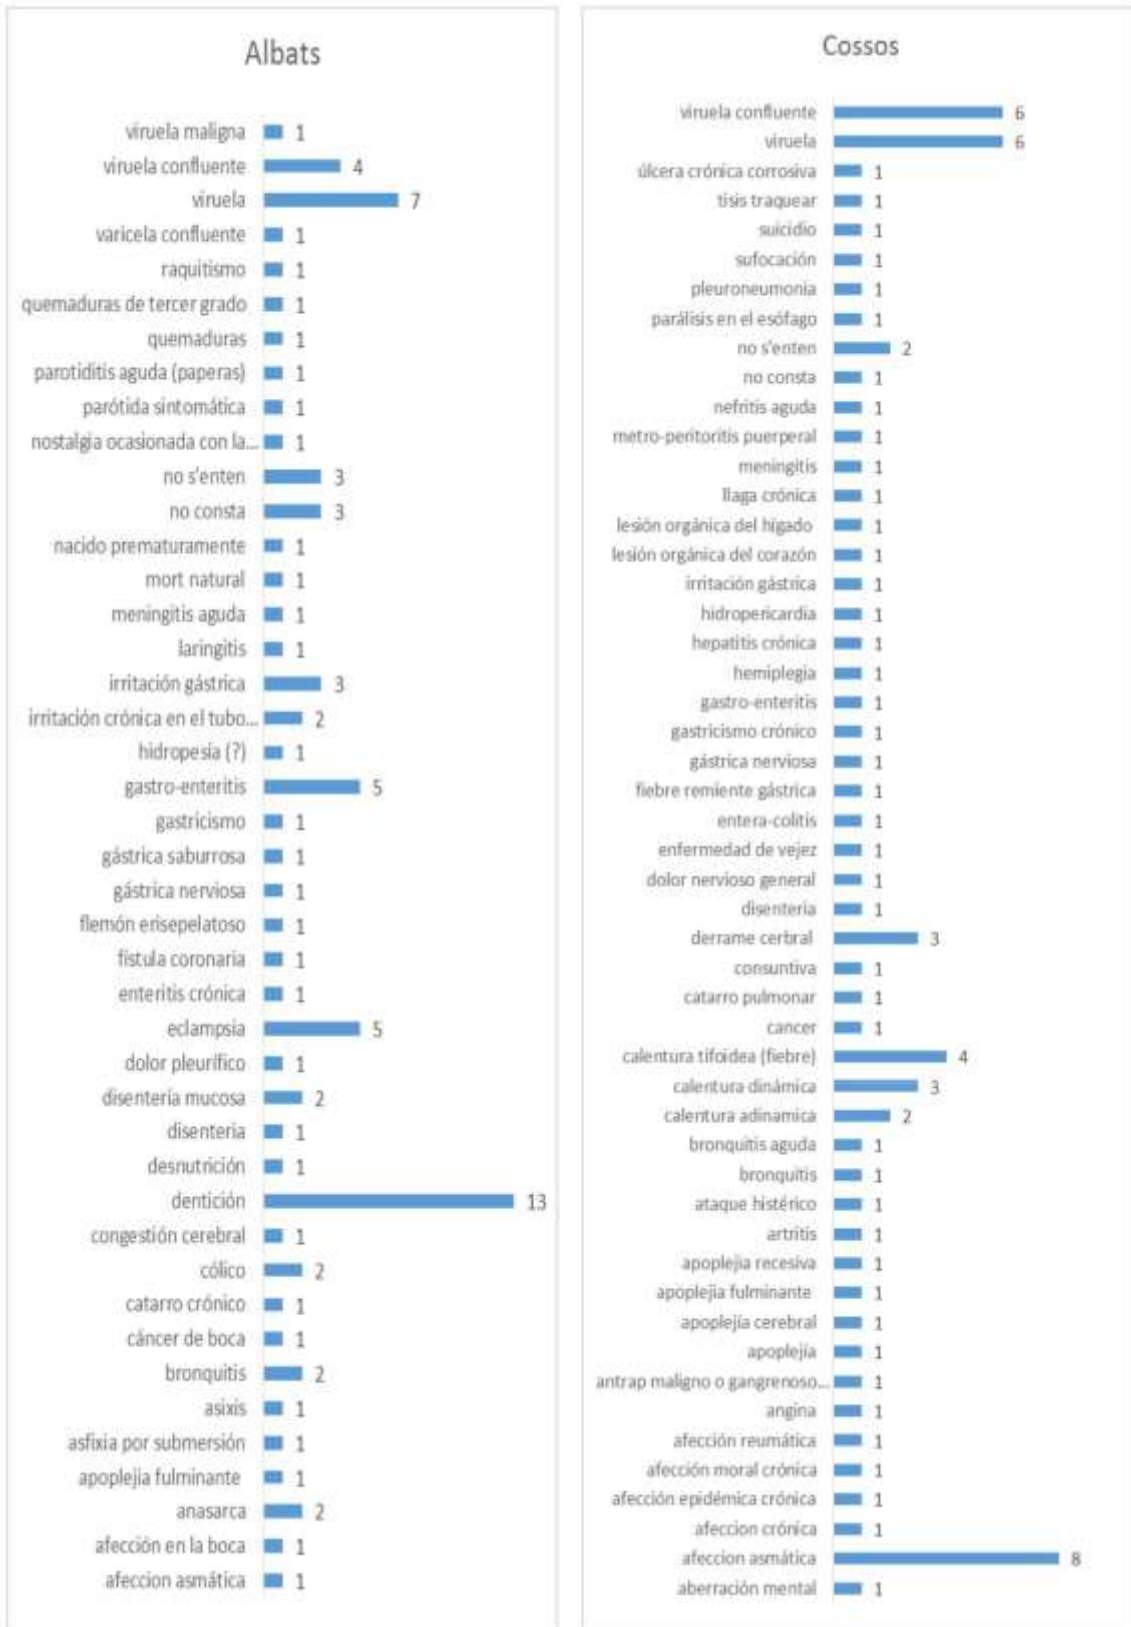 Albats
viruela maligna 1
viruela confluente 4
viruela 7
varicela confluente 1
raquitismo 1
quemaduras de tercer grado 1
quemaduras 1
parotiditis aguda (paperas) 1
parótida sintomática 1
nostalgia ocasionada con la... 1
no s'enten 3
no consta 3
nacido prematuramente 1
mort natural 1
meningitis aguda 1
laringitis 1
irritación gástrica 3
irritación crónica en el tubo... 2
hidropesía (?) 1
gastro-enteritis 5
gastricismo 1
gástrica saburrosa 1
gástrica nerviosa 1
flemón erisepelatoso 1
fístula coronaria 1
enteritis crónica 1
eclampsia 5
dolor pleurífico 1
disentería mucosa 2
disenteria 1
desnutrición 1
dentición 13
congestión cerebral 1
cólico 2
catarro crónico 1
cáncer de boca 1
bronquitis 2
asixis 1
asfixia por submersión 1
apoplejia fulminante 1
anasarca 2
afección en la boca 1
afeccion asmática 1
Cossos
viruela confluente 6
viruela 6
úlcera crónica corrosiva 1
tisis traquear 1
suicidio 1
sufocación 1
pleuroneumonia 1
parálisis en el esófago 1
no s'enten 2
no consta 1
nefritis aguda 1
metro-peritoritis puerperal 1
meningitis 1
llaga crónica 1
lesión orgánica del hígado 1
lesión orgánica del corazón 1
irritación gástrica 1
hidropericardia 1
hepatitis crónica 1
hemiplegia 1
gastro-enteritis 1
gastricismo crónico 1
gástrica nerviosa 1
fiebre remiente gástrica 1
entera-colitis 1
enfermedad de vejez 1
dolor nervioso general 1
disenteria 1
derrame cerbral 3
consuntiva 1
catarro pulmonar 1
cancer 1
calentura tifoidea (fiebre) 4
calentura dinámica 3
calentura adinamica 2
bronquitis aguda 1
bronquitis 1
ataque histérico 1
artritis 1
apoplejia recesiva 1
apoplejia fulminante 1
apoplejía cerebral 1
apoplejía 1
antrap maligno o gangrenoso... 1
angina 1
afección reumática 1
afección moral crónica 1
afección epidémica crónica 1
afeccion crónica 1
afeccion asmática 8
aberración mental 1